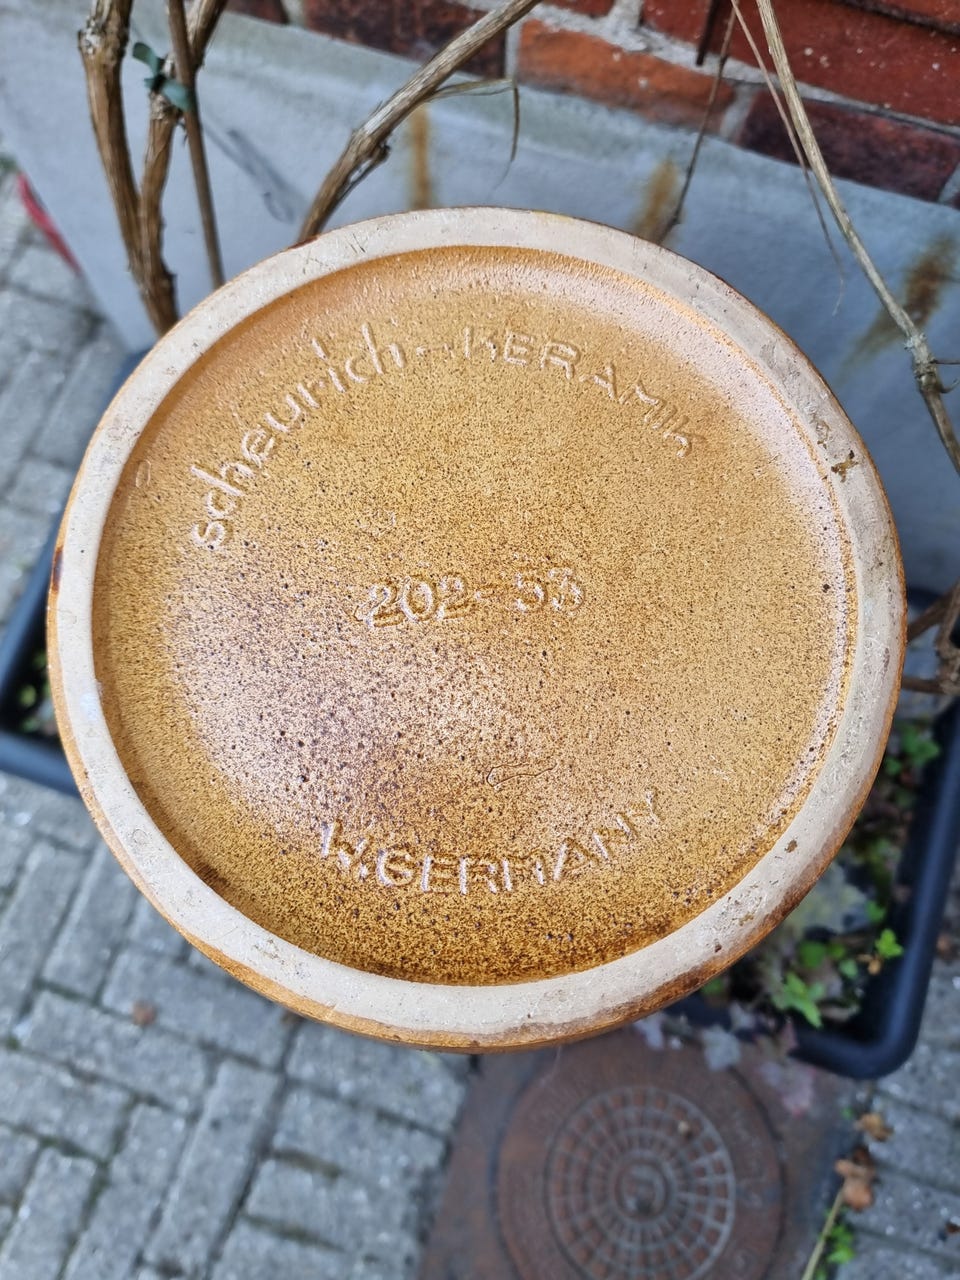 scheurich - KERAMIK
202-53
W.GERMANY